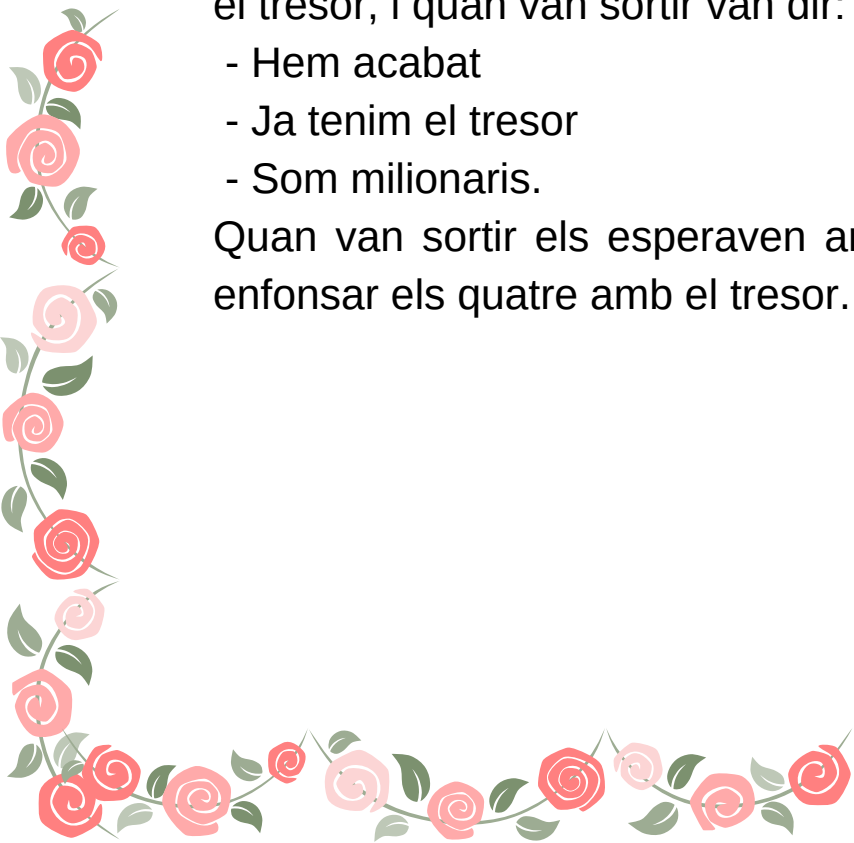 el tresor, i quan van sortir van dir:
- Hem acabat
- Ja tenim el tresor
- Som milionaris.
Quan van sortir els esperaven
enfonsar els quatre amb el tresor.